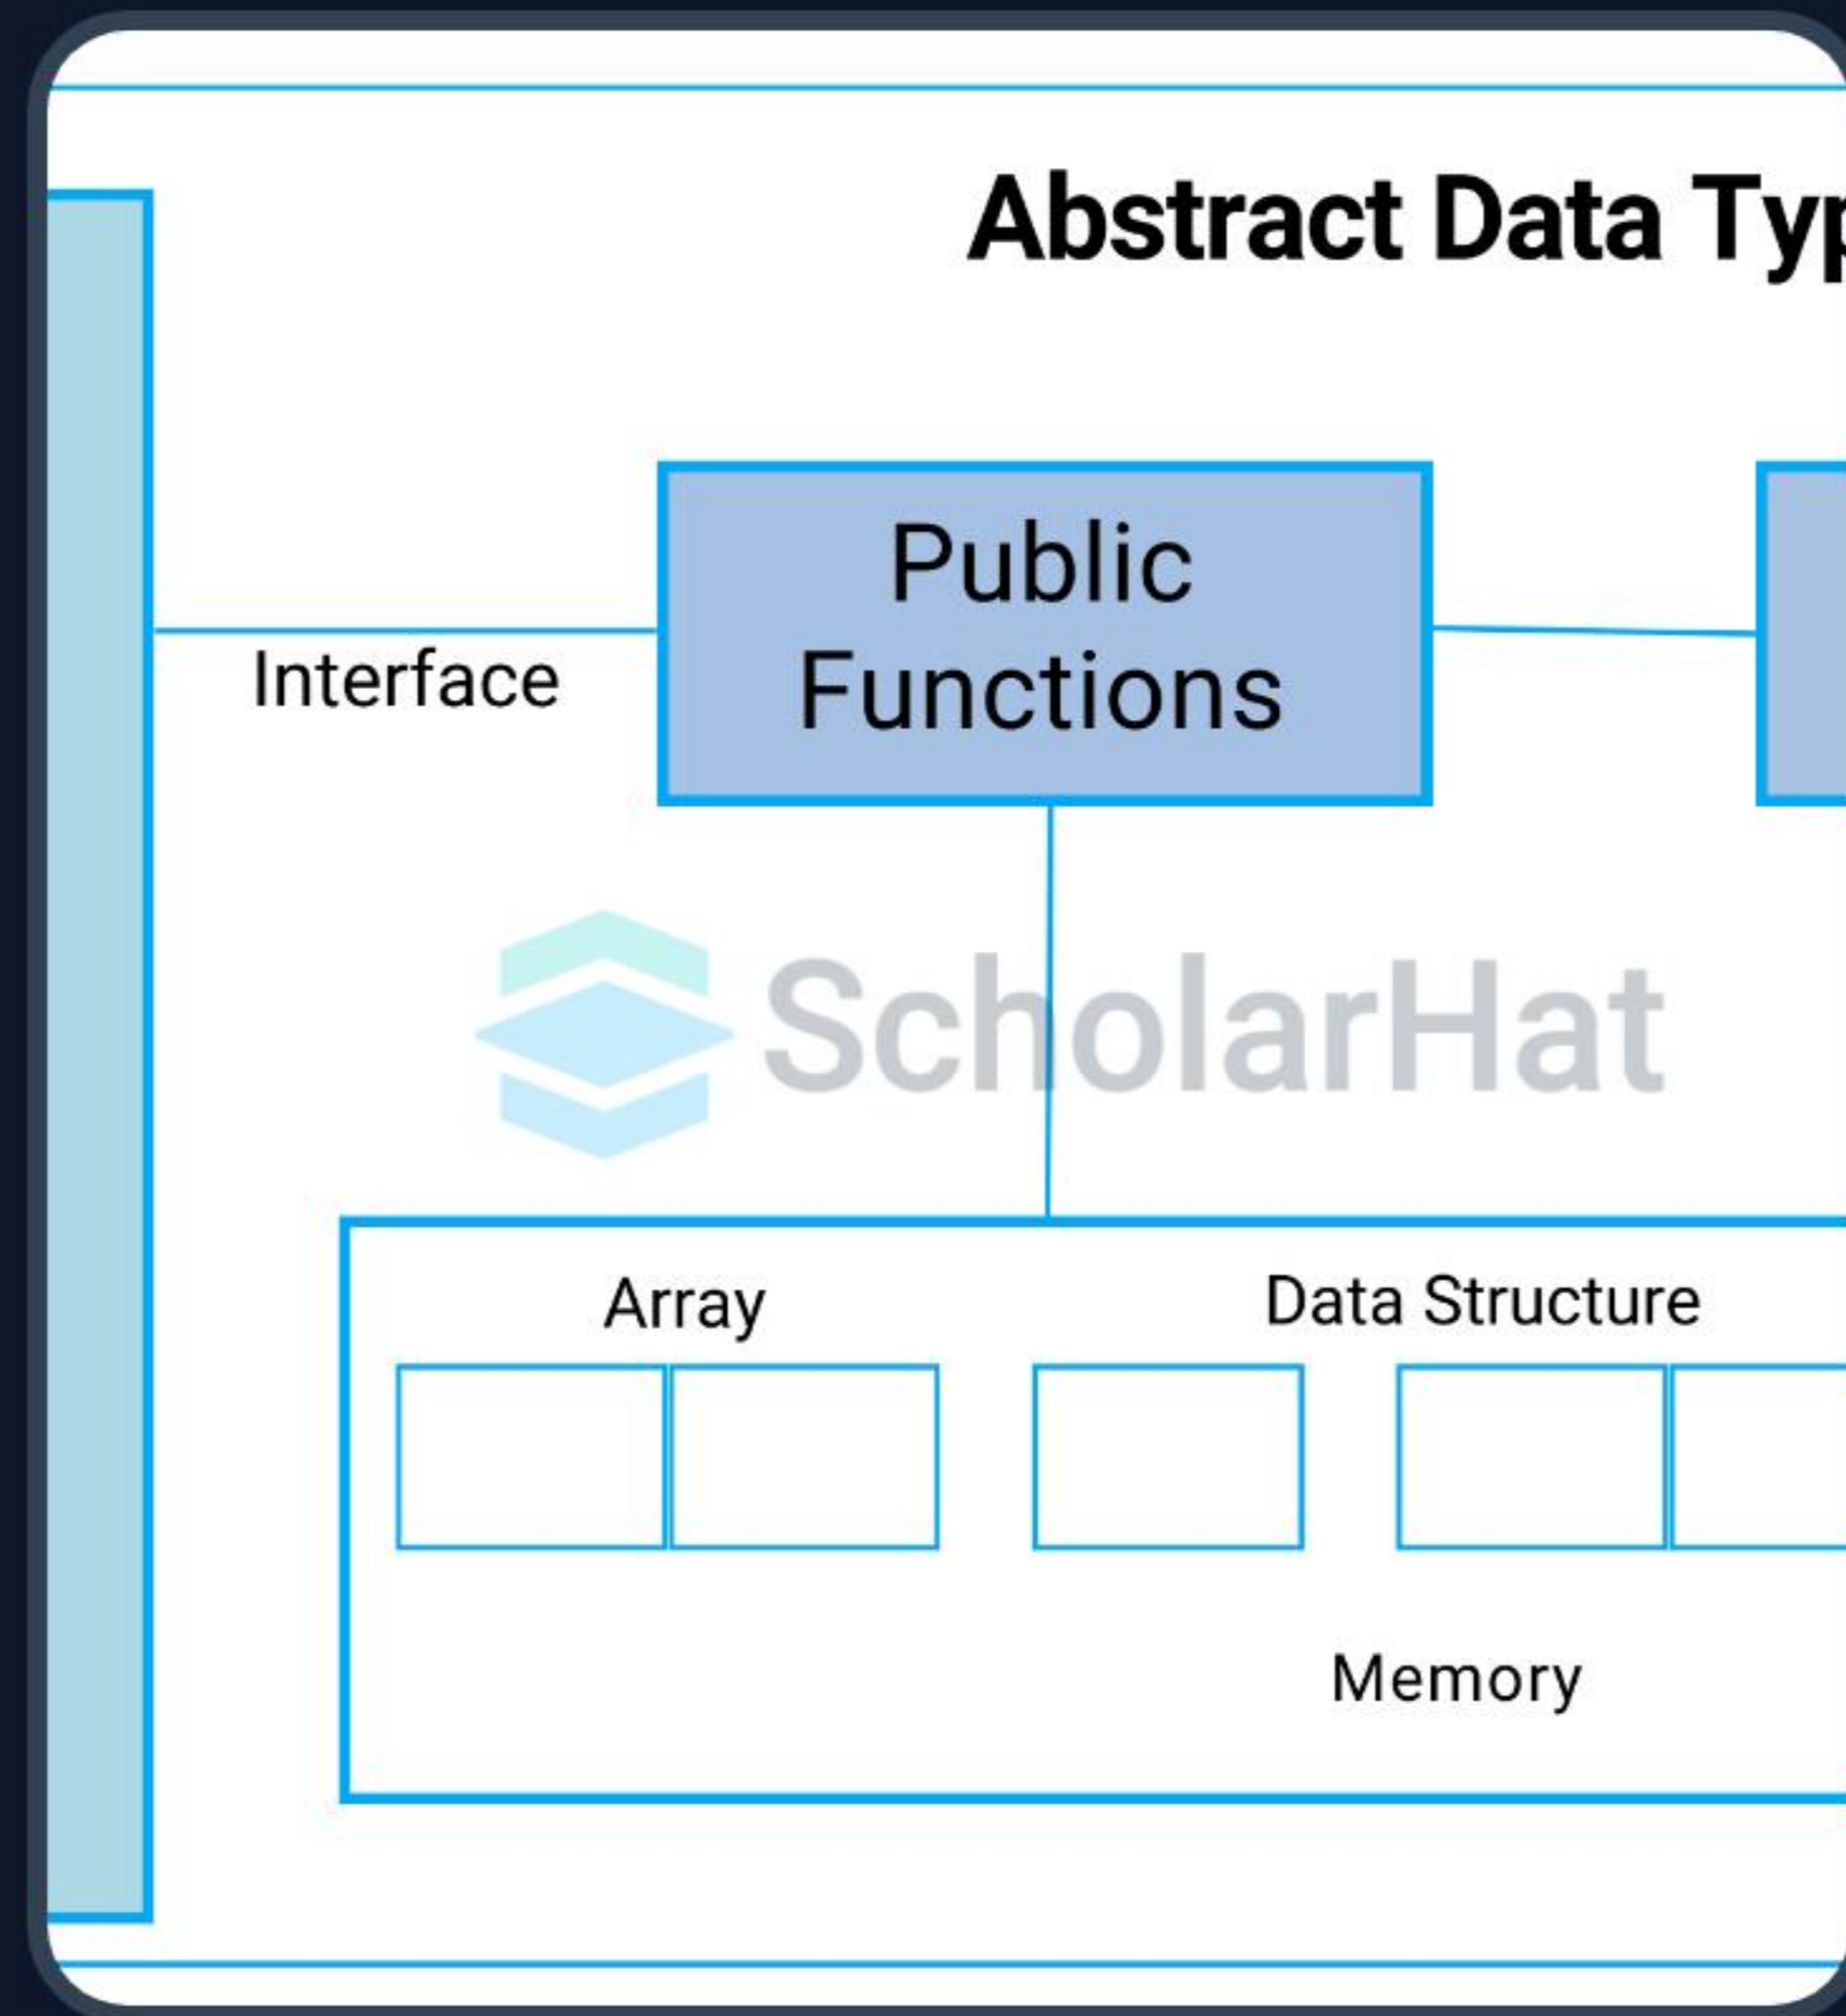 Abstract Data Typ
Public
Functions
Interface
ScholarHat
Array
Data Structure
Memory